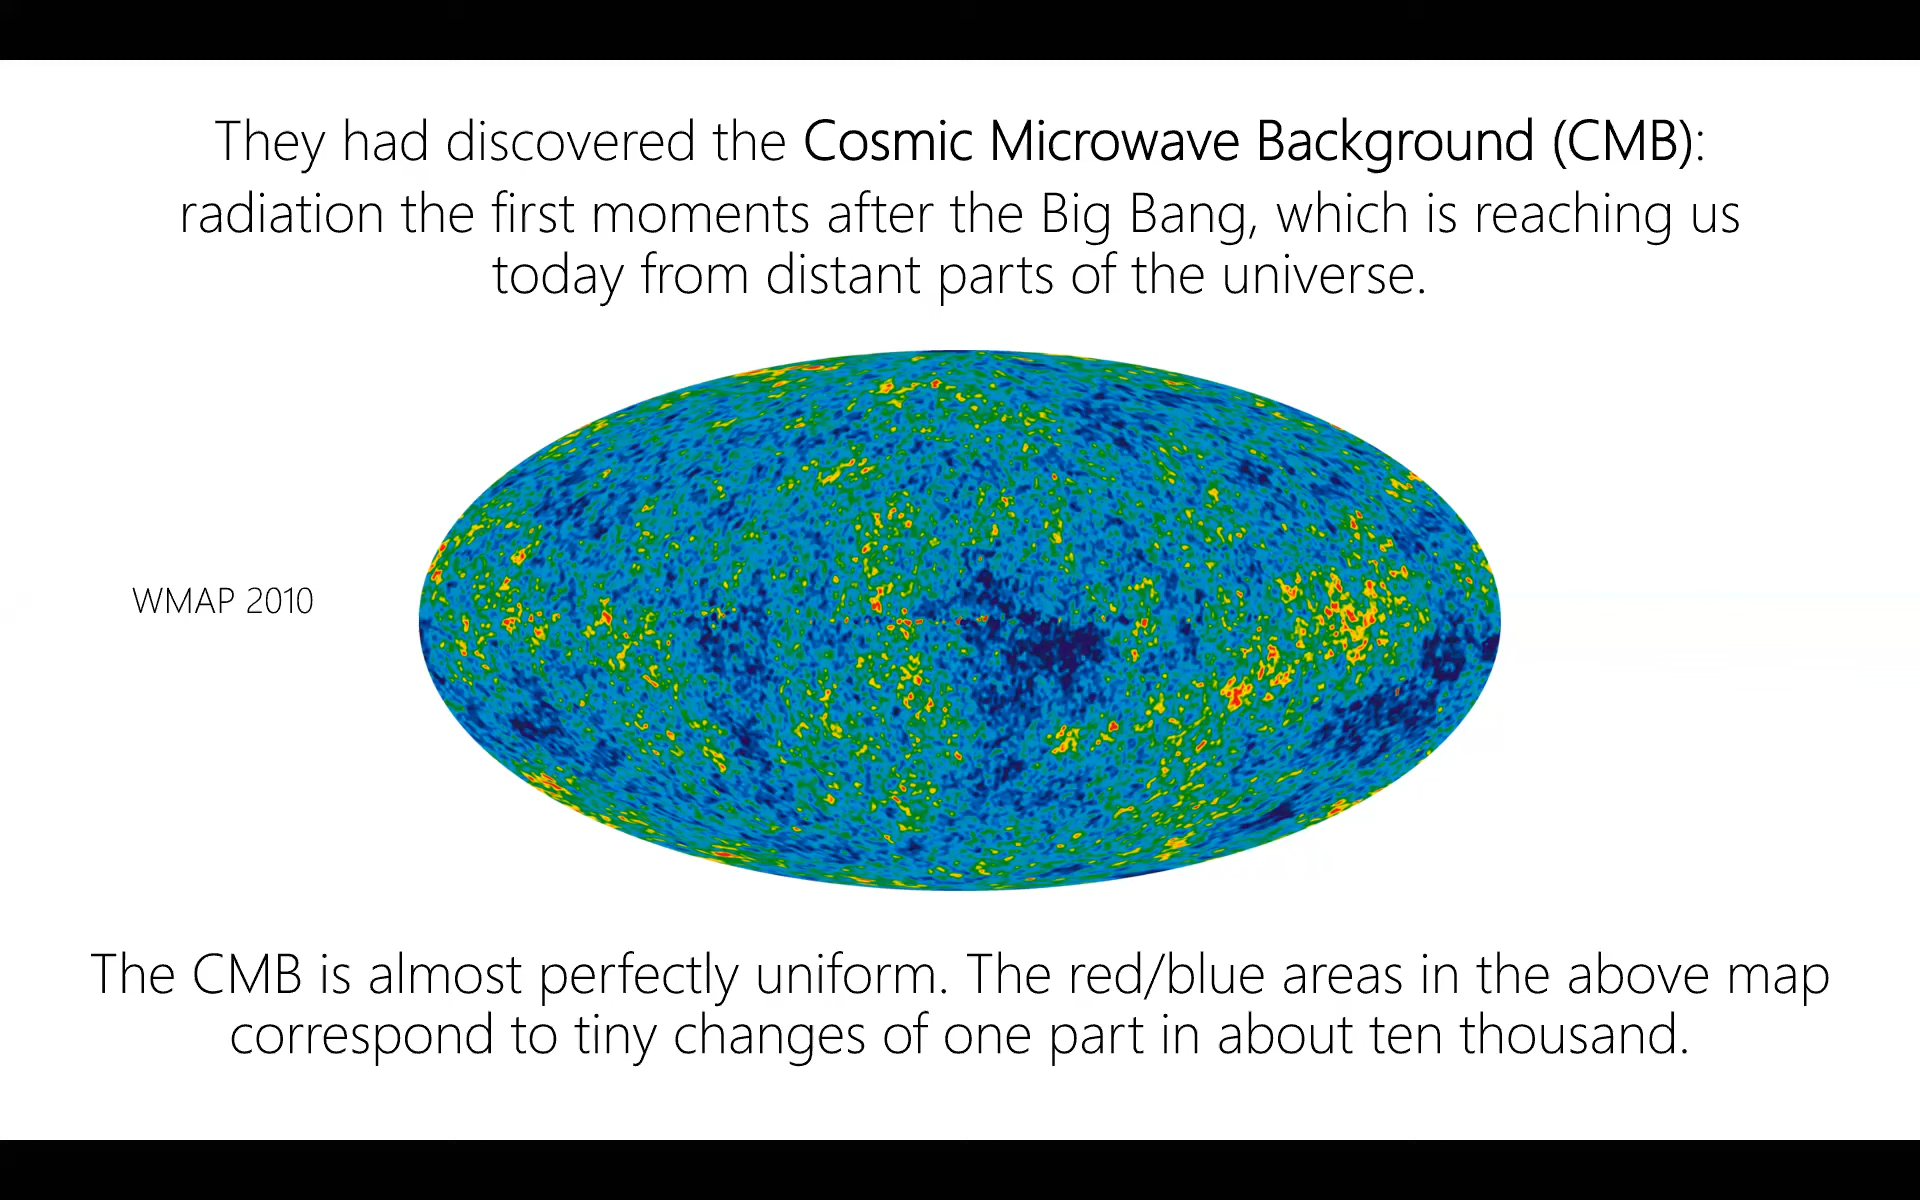 They had discovered the Cosmic Microwave Background (CMB):
radiation the first moments after the Big Bang, which is reaching us
today from distant parts of the universe.
WMAP 2010
The CMB is almost perfectly uniform. The red/blue areas in the above map
correspond to tiny changes of one part in about ten thousand.